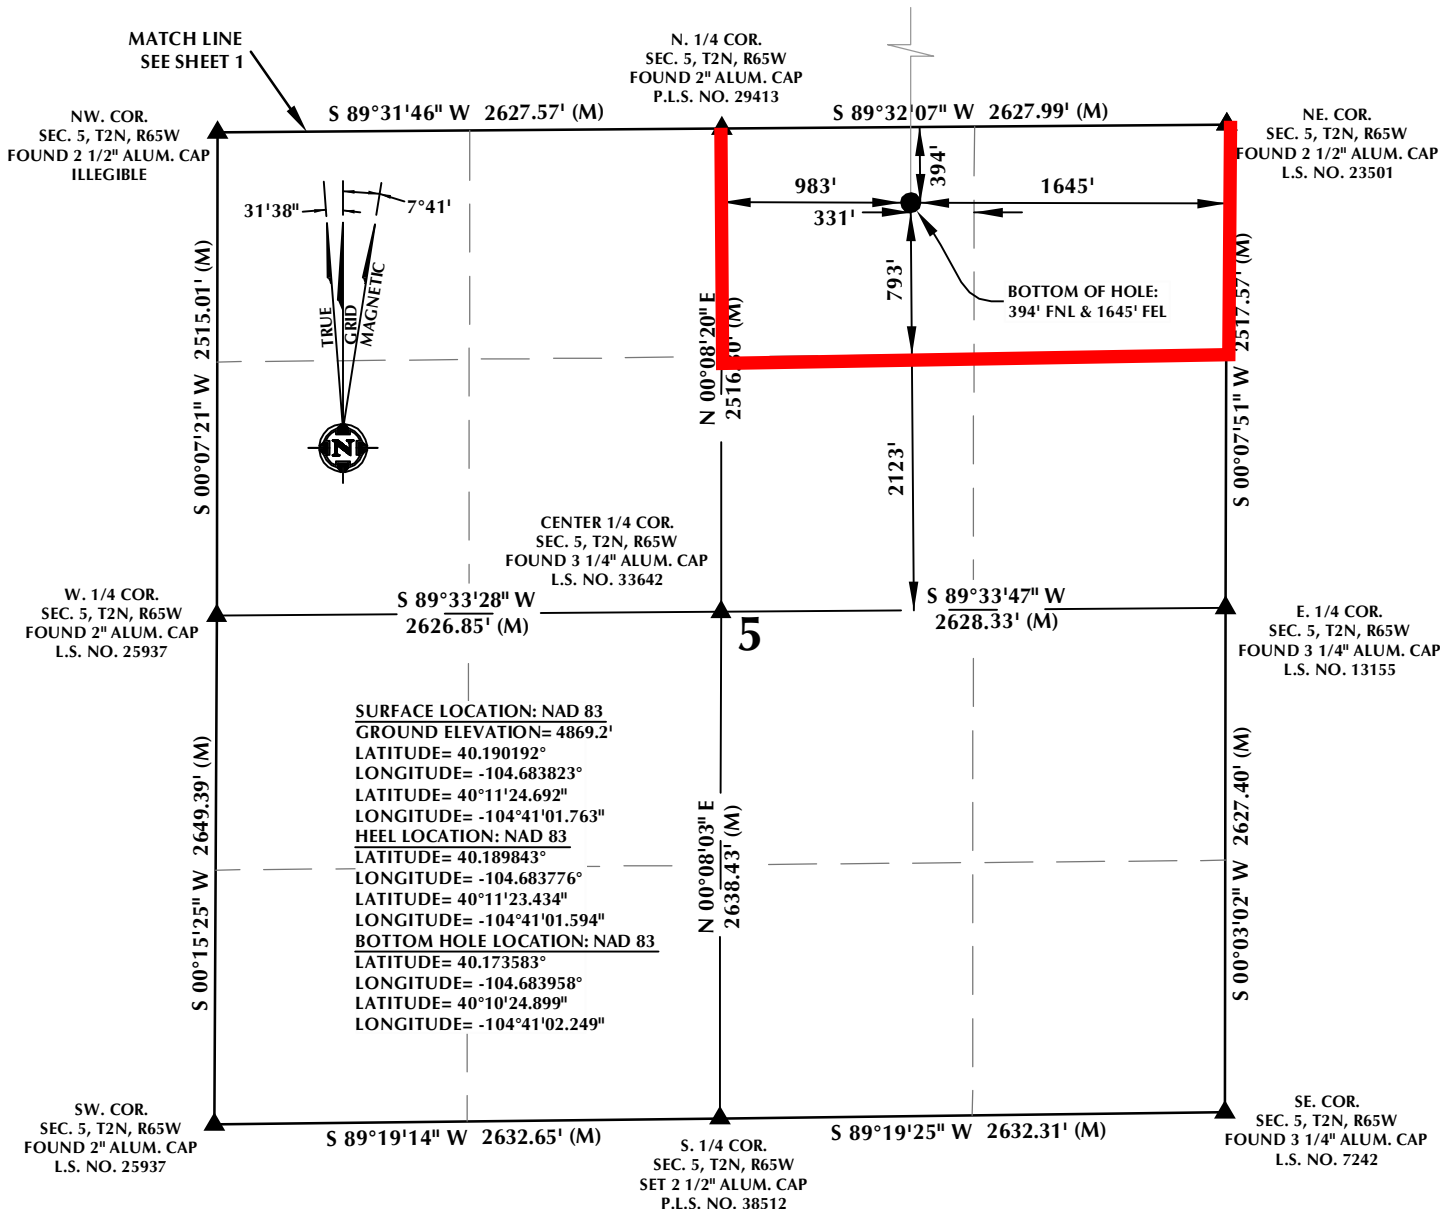 MATCH LINE
SEE SHEET 1
N. 1/4 COR.
SEC. 5, T2N, R65W
FOUND 2" ALUM. CAP
P.L.S. NO. 29413
NW. COR.
SEC. 5, T2N, R65W
FOUND 2 1/2" ALUM. CAP
ILLEGIBLE
S 89°31'46" W 2627.57' (M)
S 89°32'07" W 2627.99' (M)
NE. COR.
SEC. 5, T2N, R65W
FOUND 2 1/2" ALUM. CAP
L.S. NO. 23501
394'
983'
1645'
331'
31'38"
7°41'
TRUE
GRID
MAGNETIC
N
793'
BOTTOM OF HOLE:
394' FNL & 1645' FEL
S 00°07'21" W 2515.01' (M)
N 00°08'20" E
2516.60' (M)
S 00°07'51" W 2517.57' (M)
2123'
CENTER 1/4 COR.
SEC. 5, T2N, R65W
FOUND 3 1/4" ALUM. CAP
L.S. NO. 33642
W. 1/4 COR.
SEC. 5, T2N, R65W
FOUND 2" ALUM. CAP
L.S. NO. 25937
S 89°33'28" W
2626.85' (M)
5
S 89°33'47" W
2628.33' (M)
E. 1/4 COR.
SEC. 5, T2N, R65W
FOUND 3 1/4" ALUM. CAP
L.S. NO. 13155
SURFACE LOCATION: NAD 83
GROUND ELEVATION= 4869.2'
LATITUDE= 40.190192°
LONGITUDE= -104.683823°
LATITUDE= 40°11'24.692"
LONGITUDE= -104°41'01.763"
HEEL LOCATION: NAD 83
LATITUDE= 40.189843°
LONGITUDE= -104.683776°
LATITUDE= 40°11'23.434"
LONGITUDE= -104°41'01.594"
BOTTOM HOLE LOCATION: NAD 83
LATITUDE= 40.173583°
LONGITUDE= -104.683958°
LATITUDE= 40°10'24.899"
LONGITUDE= -104°41'02.249"
S 00°15'25" W 2649.39' (M)
N 00°08'03" E
2638.43' (M)
S 00°03'02" W 2627.40' (M)
SW. COR.
SEC. 5, T2N, R65W
FOUND 2" ALUM. CAP
L.S. NO. 25937
S 89°19'14" W 2632.65' (M)
S. 1/4 COR.
SEC. 5, T2N, R65W
SET 2 1/2" ALUM. CAP
P.L.S. NO. 38512
S 89°19'25" W 2632.31' (M)
SE. COR.
SEC. 5, T2N, R65W
FOUND 3 1/4" ALUM. CAP
L.S. NO. 7242